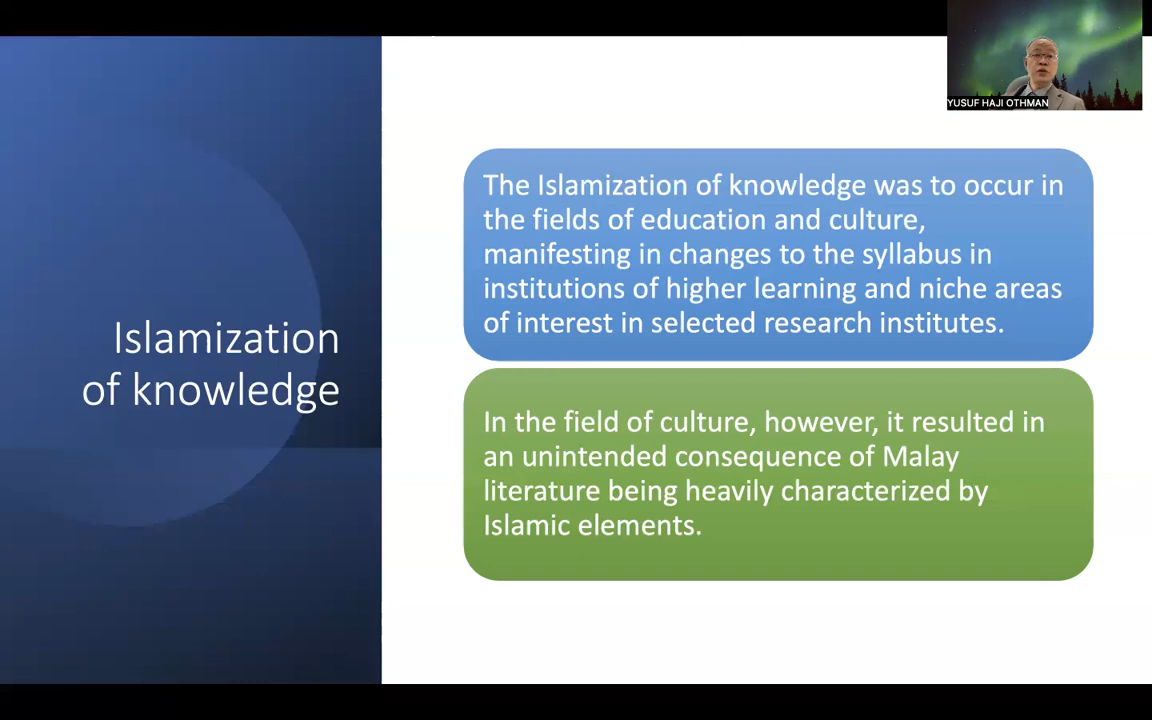 YUSUF HAJI OTHMAN
Islamization
of knowledge
The Islamization of knowledge was to occur in
the fields of education and culture,
manifesting in changes to the syllabus in
institutions of higher learning and niche areas
of interest in selected research institutes.
In the field of culture, however, it resulted in
an unintended consequence of Malay
literature being heavily characterized by
Islamic elements.